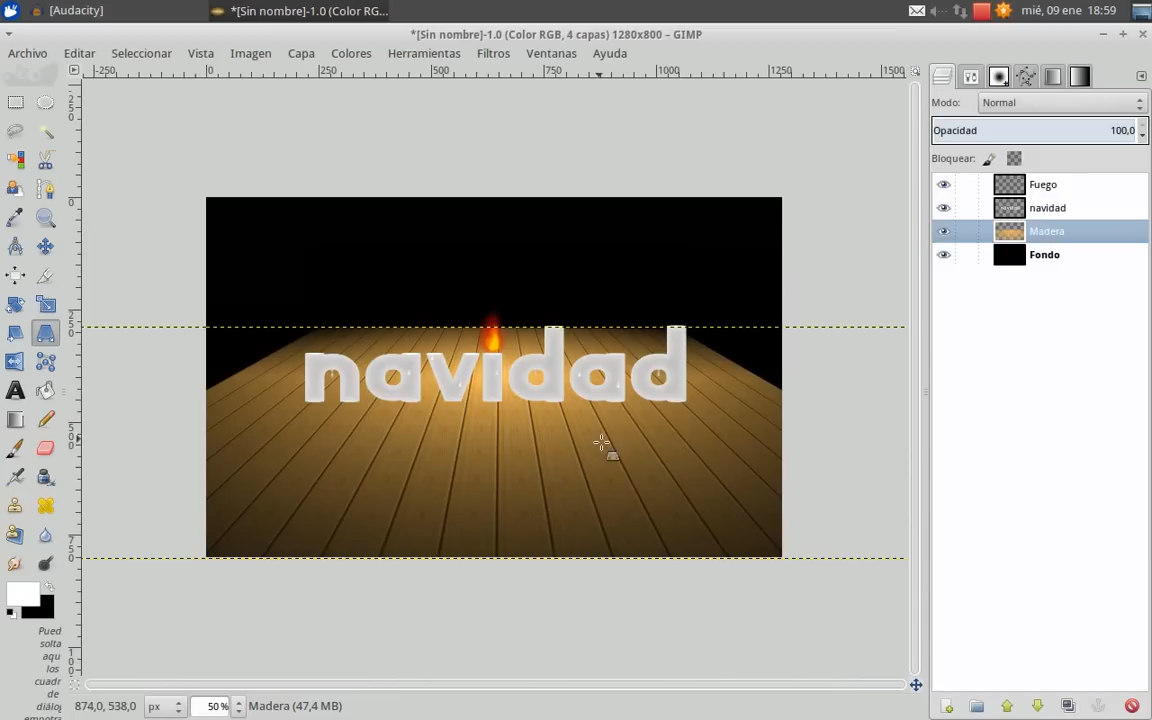 [Audacity]
*[Sin nombre]-1.0 (Color RG...
mié, 09 ene 18:59
*[Sin nombre]-1.0 (Color RGB, 4 capas) 1280x800 – GIMP
Archivo
Editar
Seleccionar
Vista
Imagen
Capa
Colores
Herramientas
Filtros
Ventanas
Ayuda
-250
0
250
500
750
1000
1250
1500
Modo:
Normal
Opacidad
100,0
Bloquear:
Fuego
navidad
Madera
Fondo
navidad
Pued
solta
aqu
los
cuadr
de
diálog
empotra
874,0, 538,0
px
50%
Madera (47,4 MB)